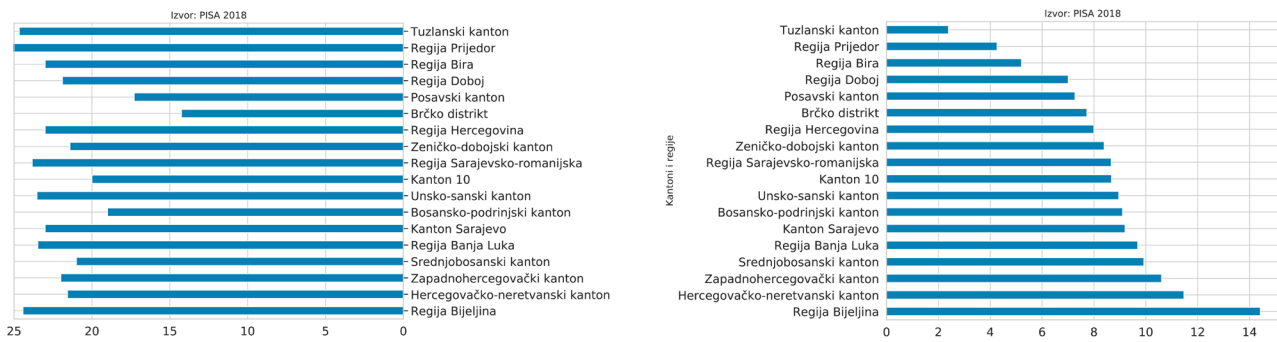 Izvor: PISA 2018
Tuzlanski kanton
Regija Prijedor
Regija Bira
Regija Doboj
Posavski kanton
Brčko distrikt
Regija Hercegovina
Zeničko-dobojski kanton
Regija Sarajevsko-romanijska
Kanton 10
Unsko-sanski kanton
Bosansko-podrinjski kanton
Kanton Sarajevo
Regija Banja Luka
Srednjobosanski kanton
Zapadnohercegovački kanton
Hercegovačko-neretvanski kanton
Regija Bijeljina
25 20 15 10 5 0
Izvor: PISA 2018
Kantoni i regije
Tuzlanski kanton
Regija Prijedor
Regija Bira
Regija Doboj
Posavski kanton
Brčko distrikt
Regija Hercegovina
Zeničko-dobojski kanton
Regija Sarajevsko-romanijska
Kanton 10
Unsko-sanski kanton
Bosansko-podrinjski kanton
Kanton Sarajevo
Regija Banja Luka
Srednjobosanski kanton
Zapadnohercegovački kanton
Hercegovačko-neretvanski kanton
Regija Bijeljina
0 2 4 6 8 10 12 14